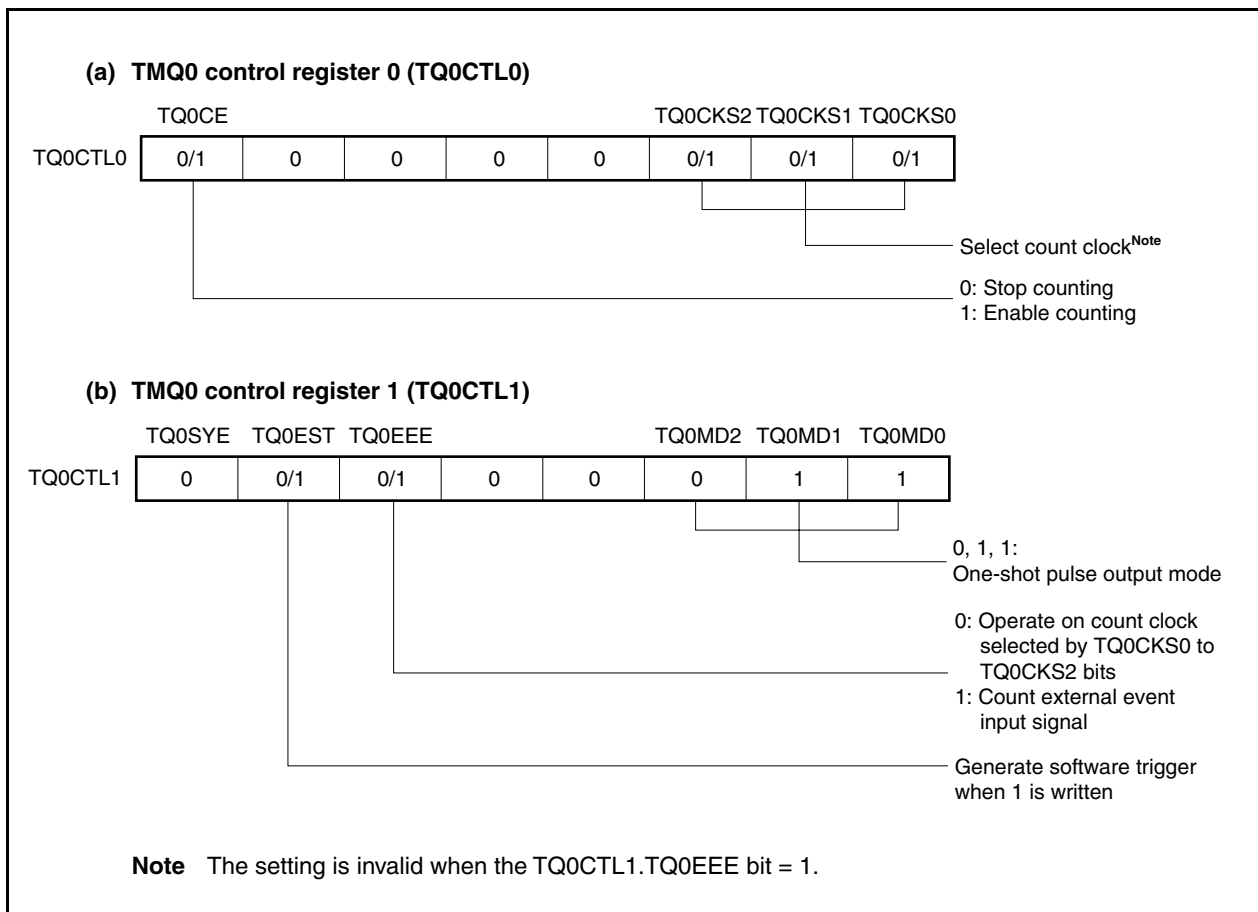 (a) TMQ0 control register 0 (TQ0CTL0)
TQ0CE TQ0CKS2 TQ0CKS1 TQ0CKS0
TQ0CTL0 0/1 0 0 0 0 0/1 0/1 0/1
Select count clockNote
0: Stop counting
1: Enable counting
(b) TMQ0 control register 1 (TQ0CTL1)
TQ0SYE TQ0EST TQ0EEE TQ0MD2 TQ0MD1 TQ0MD0
TQ0CTL1 0 0/1 0/1 0 0 0 1 1
0, 1, 1:
One-shot pulse output mode
0: Operate on count clock
selected by TQ0CKS0 to
TQ0CKS2 bits
1: Count external event
input signal
Generate software trigger
when 1 is written
Note The setting is invalid when the TQ0CTL1.TQ0EEE bit = 1.